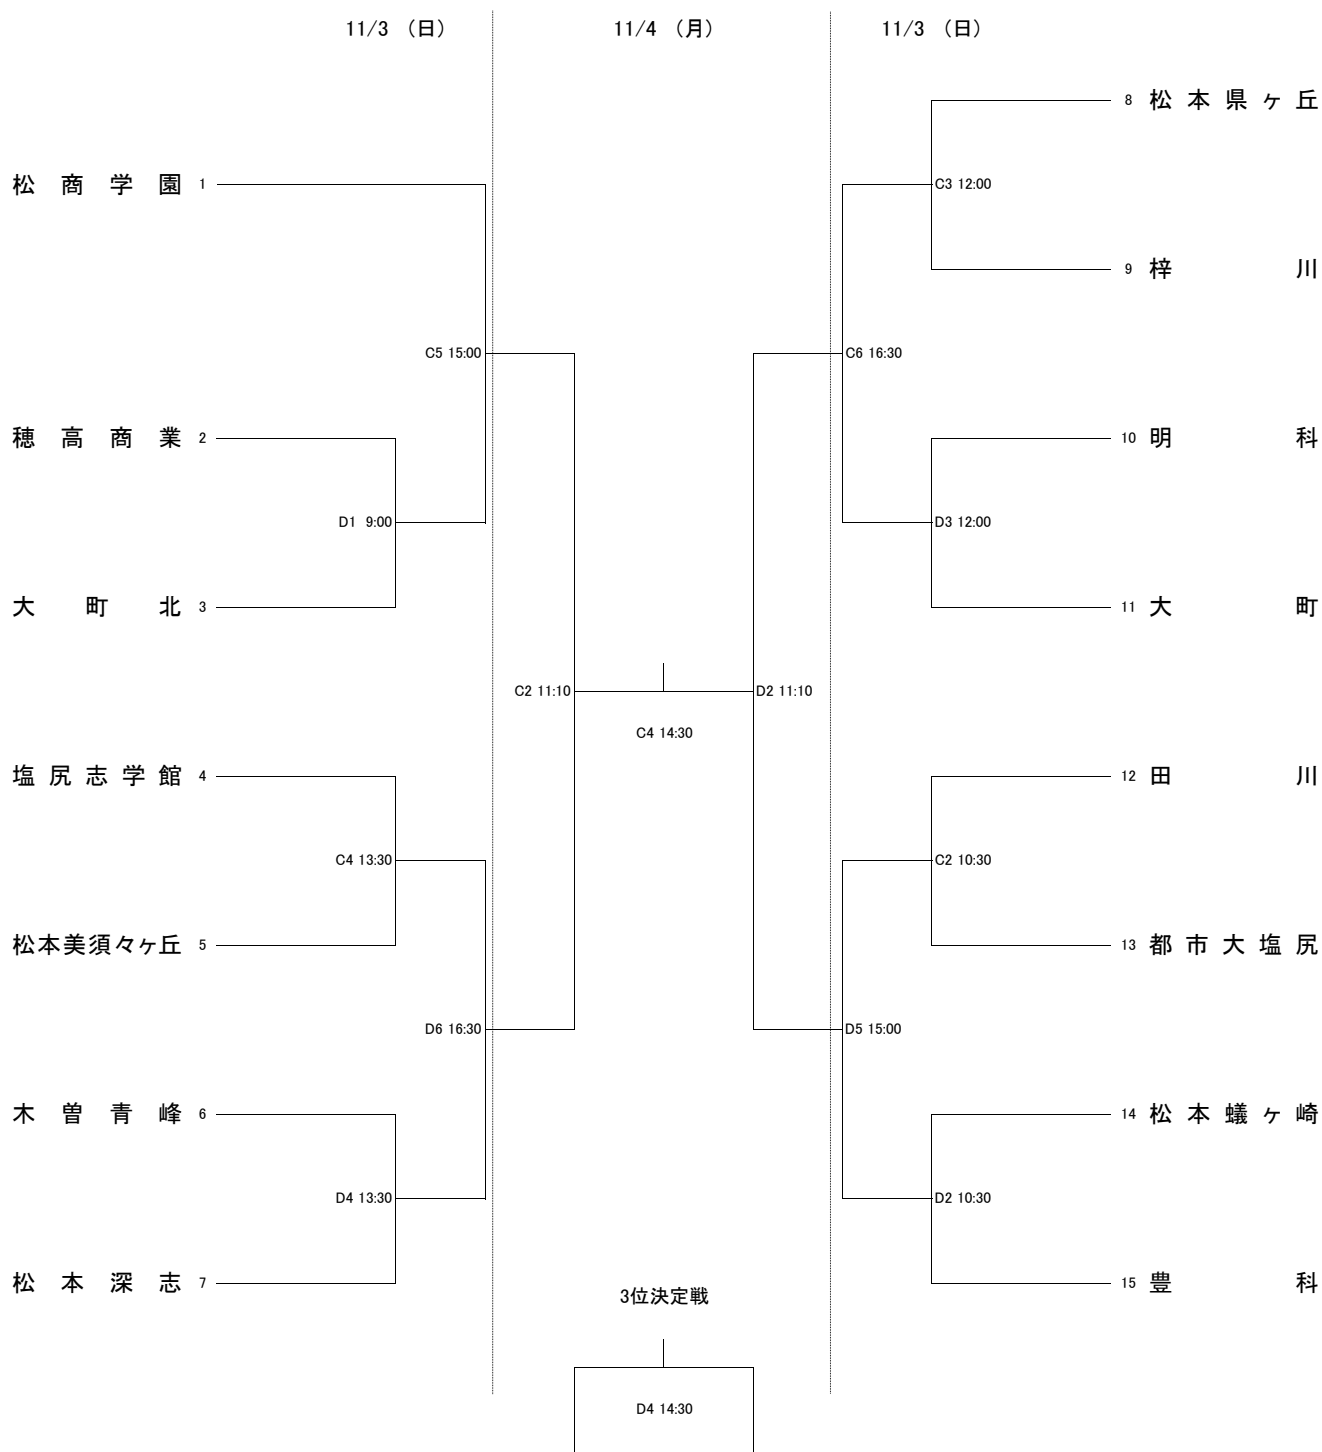 11/3 （日） 11/4 （月） 11/3 （日）
8 松本県ヶ丘
松商学園 1
C3 12:00
9 梓川
C5 15:00
C6 16:30
穂高商業 2
10 明科
D1 9:00
D3 12:00
大町北 3
11 大町
C2 11:10
D2 11:10
C4 14:30
塩尻志学館 4
12 田川
C4 13:30
C2 10:30
松本美須々ヶ丘 5
13 都市大塩尻
D6 16:30
D5 15:00
木曽青峰 6
14 松本蟻ヶ崎
D4 13:30
D2 10:30
松本深志 7
15 豊科
3位決定戦
D4 14:30